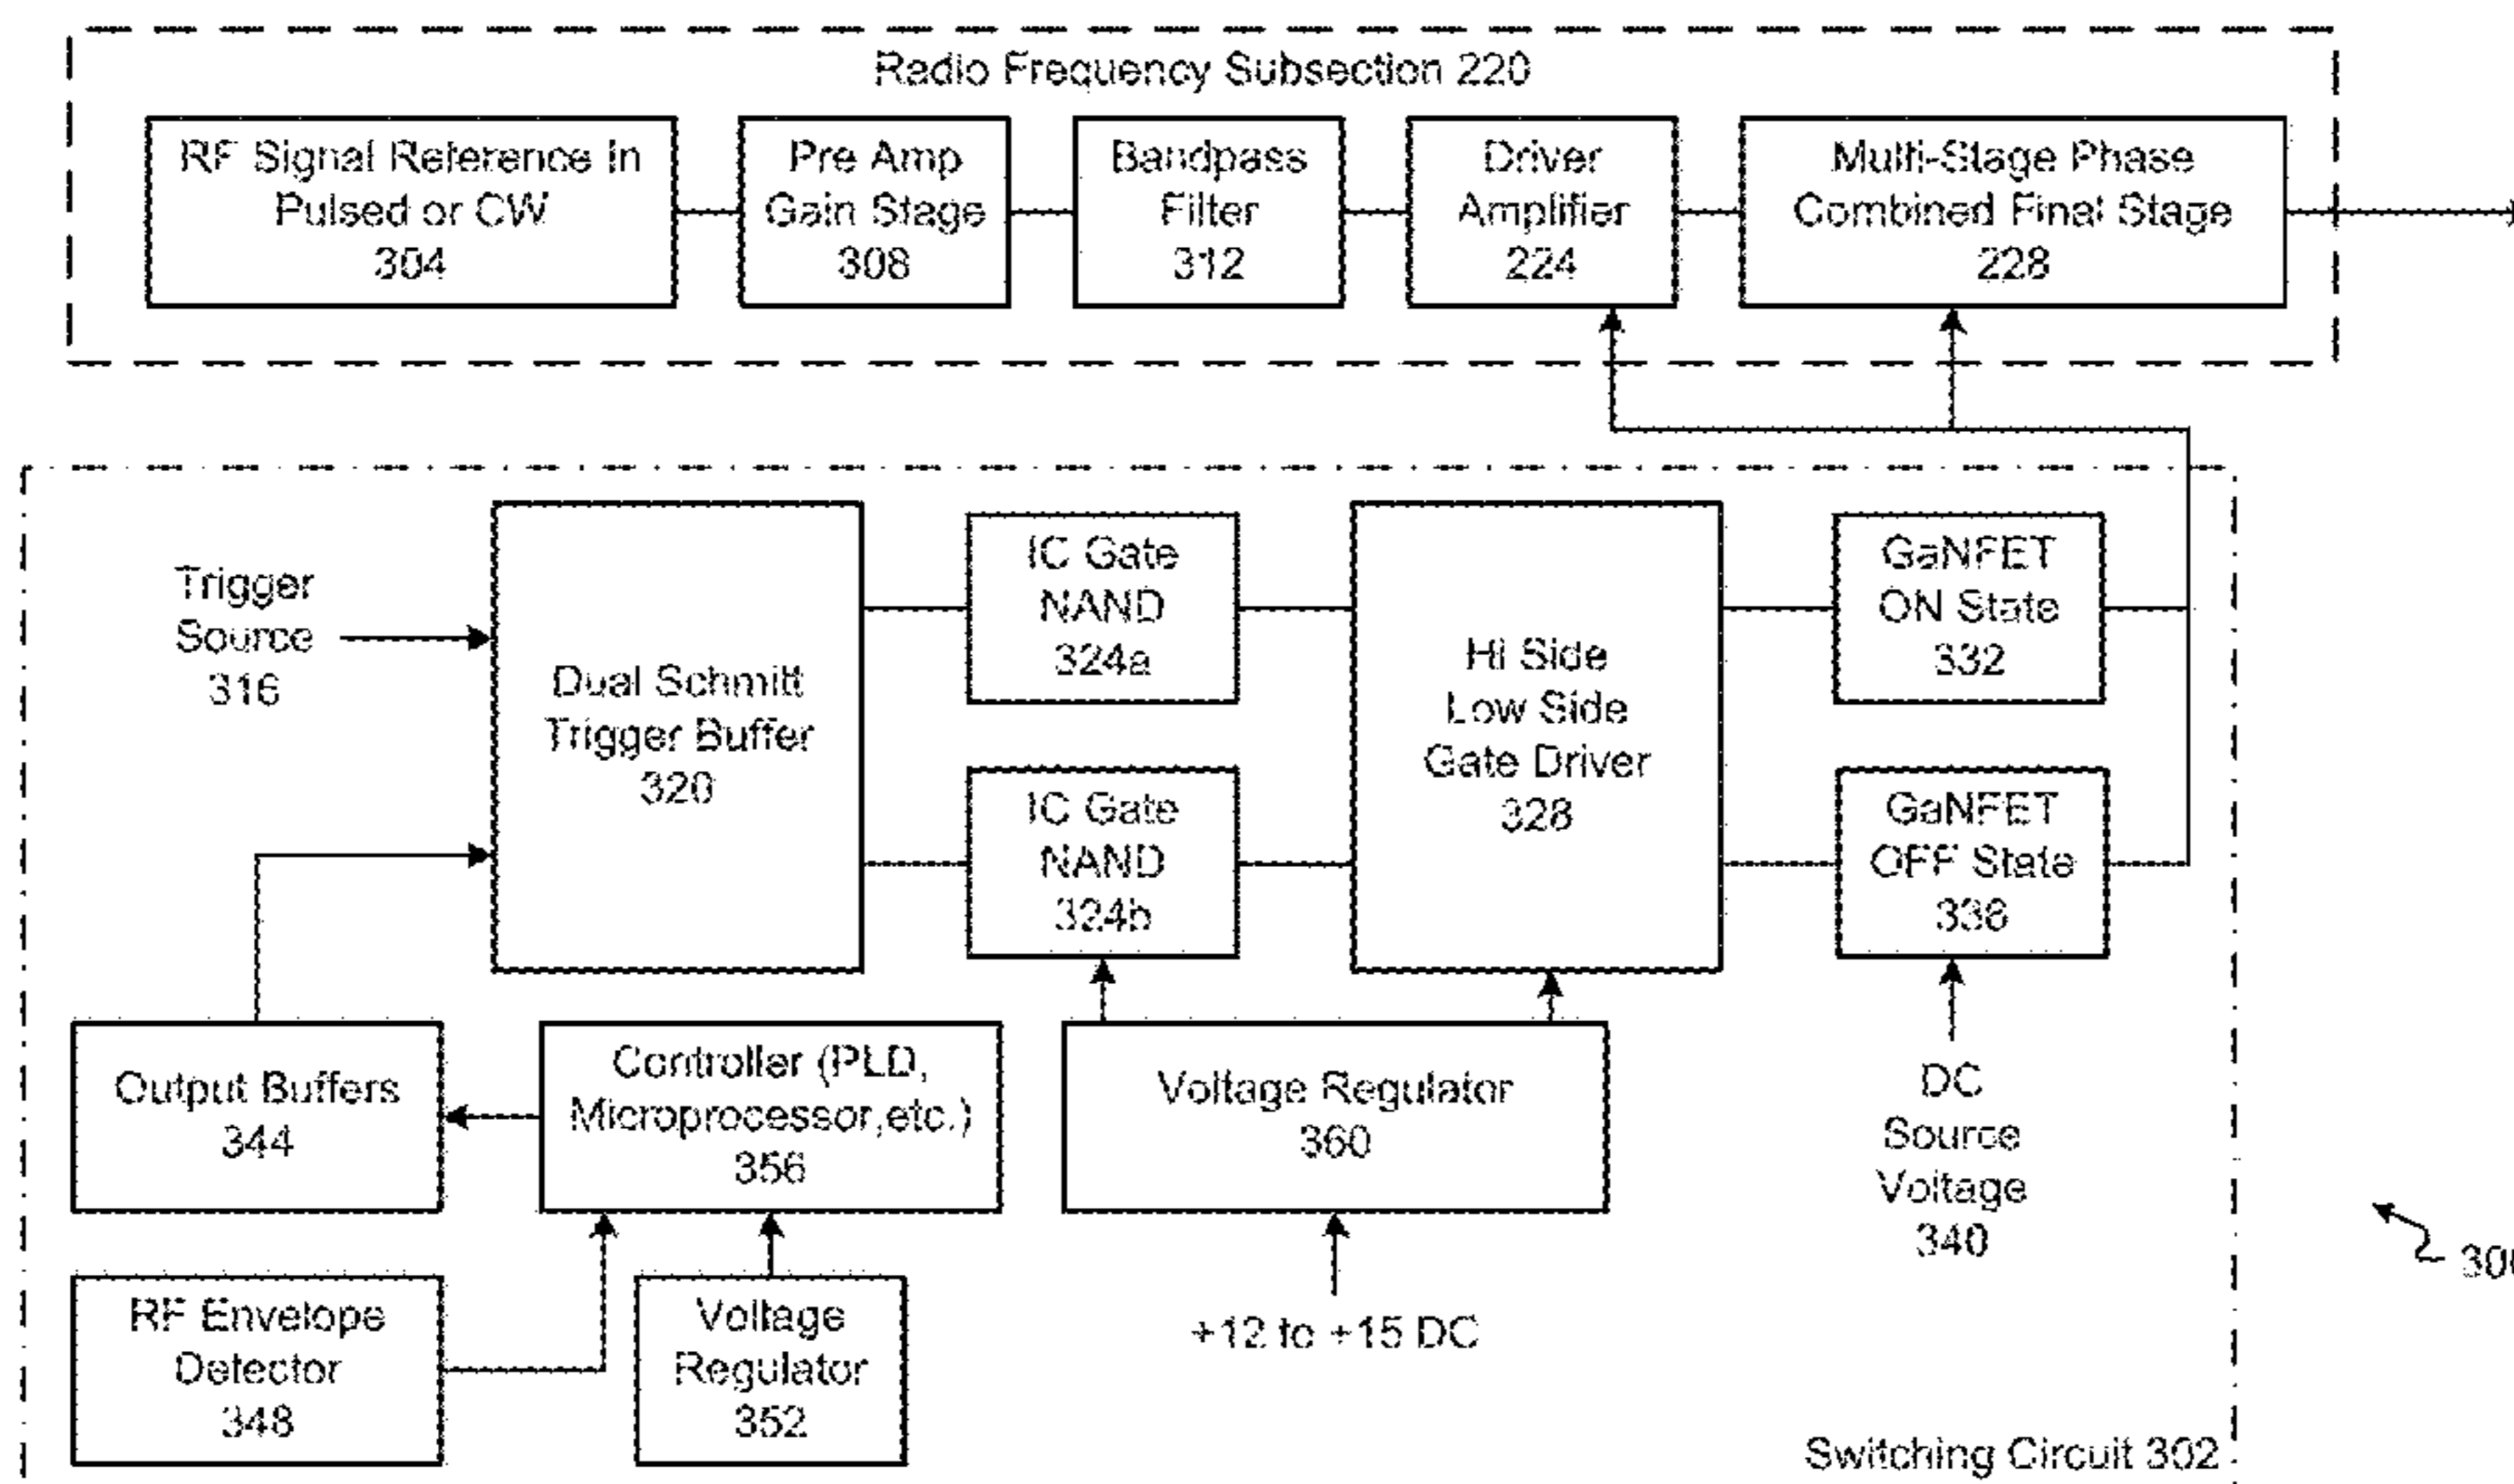 Radio Frequency Subsection 220
RF Signal Reference In
Pulsed or CW
304
Pre Amp
Gain Stage
308
Bandpass
Filter
312
Driver
Amplifier
224
Multi-Stage Phase
Combined Final Stage
228
Trigger
Source
316
Dual Schmitt
Trigger Buffer
320
IC Gate
NAND
324a
IC Gate
NAND
324b
Hi Side
Low Side
Gate Driver
328
GaNFET
ON State
332
GaNFET
OFF State
336
Output Buffers
344
Controller (PLD,
Microprocessor,etc.)
356
Voltage Regulator
360
DC
Source
Voltage
340
RF Envelope
Detector
348
Voltage
Regulator
352
+12 to +15 DC
Switching Circuit 302